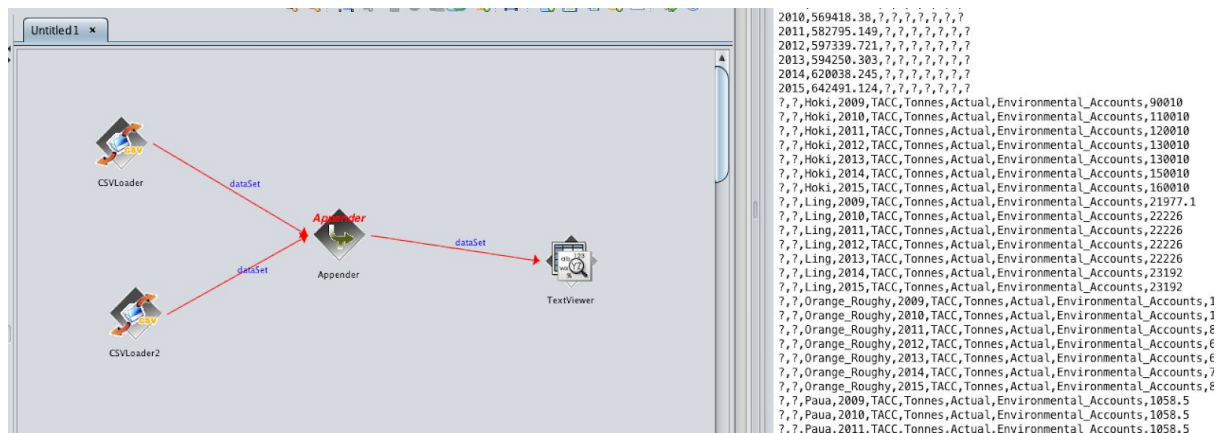 Untitled1 ×
CSVLoader
dataSet
Appender
Appender
dataSet
TextViewer
dataSet
CSVLoader2
2010,569418.38,?,?,?,?,?,?,?
2011,582795.149,?,?,?,?,?,?,?
2012,597339.721,?,?,?,?,?,?,?
2013,594250.303,?,?,?,?,?,?,?
2014,620038.245,?,?,?,?,?,?,?
2015,642491.124,?,?,?,?,?,?,?
?,?,Hoki,2009,TACC,Tonnes,Actual,Environmental_Accounts,90010
?,?,Hoki,2010,TACC,Tonnes,Actual,Environmental_Accounts,110010
?,?,Hoki,2011,TACC,Tonnes,Actual,Environmental_Accounts,120010
?,?,Hoki,2012,TACC,Tonnes,Actual,Environmental_Accounts,130010
?,?,Hoki,2013,TACC,Tonnes,Actual,Environmental_Accounts,130010
?,?,Hoki,2014,TACC,Tonnes,Actual,Environmental_Accounts,150010
?,?,Hoki,2015,TACC,Tonnes,Actual,Environmental_Accounts,160010
?,?,Ling,2009,TACC,Tonnes,Actual,Environmental_Accounts,21977.1
?,?,Ling,2010,TACC,Tonnes,Actual,Environmental_Accounts,22226
?,?,Ling,2011,TACC,Tonnes,Actual,Environmental_Accounts,22226
?,?,Ling,2012,TACC,Tonnes,Actual,Environmental_Accounts,22226
?,?,Ling,2013,TACC,Tonnes,Actual,Environmental_Accounts,22226
?,?,Ling,2014,TACC,Tonnes,Actual,Environmental_Accounts,23192
?,?,Ling,2015,TACC,Tonnes,Actual,Environmental_Accounts,23192
?,?,Orange_Roughy,2009,TACC,Tonnes,Actual,Environmental_Accounts,1
?,?,Orange_Roughy,2010,TACC,Tonnes,Actual,Environmental_Accounts,1
?,?,Orange_Roughy,2011,TACC,Tonnes,Actual,Environmental_Accounts,8
?,?,Orange_Roughy,2012,TACC,Tonnes,Actual,Environmental_Accounts,6
?,?,Orange_Roughy,2013,TACC,Tonnes,Actual,Environmental_Accounts,6
?,?,Orange_Roughy,2014,TACC,Tonnes,Actual,Environmental_Accounts,7
?,?,Orange_Roughy,2015,TACC,Tonnes,Actual,Environmental_Accounts,8
?,?,Paua,2009,TACC,Tonnes,Actual,Environmental_Accounts,1058.5
?,?,Paua,2010,TACC,Tonnes,Actual,Environmental_Accounts,1058.5
?,?,Paua,2011,TACC,Tonnes,Actual,Environmental_Accounts,1058.5